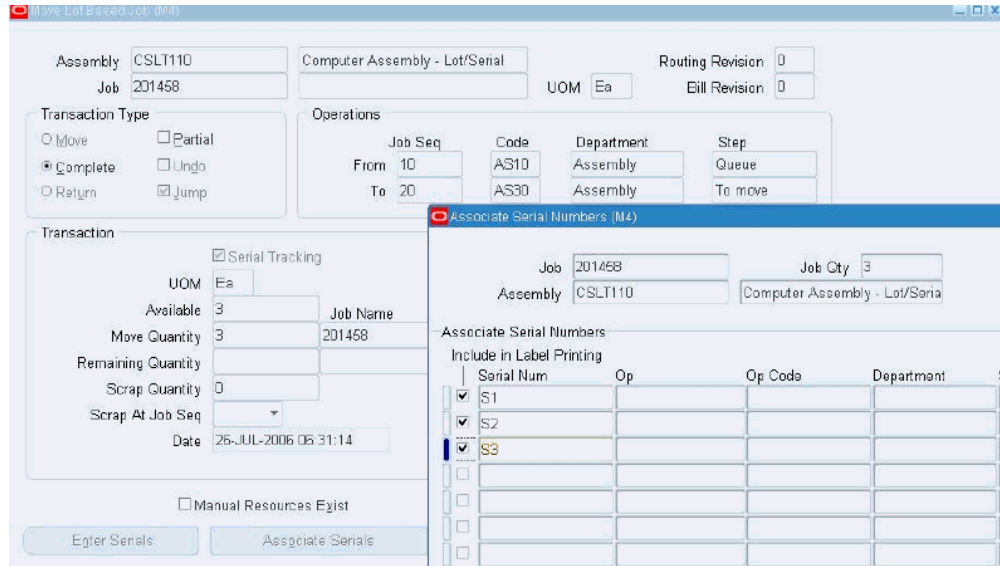 Move Lot Based Job (M4)
Assembly CSLT110 Computer Assembly - Lot/Serial Routing Revision 0
Job 201458 UOM Ea Bill Revision 0
Transaction Type Operations
Move Partial Job Seq Code Department Step
Complete Undo From 10 AS10 Assembly Queue
Return Jump To 20 AS30 Assembly To move
Associate Serial Numbers (M4)
Transaction
Serial Tracking
Job 201458 Job Qty 3
UOM Ea
Assembly CSLT110 Computer Assembly - Lot/Seria
Available 3 Job Name
Move Quantity 3 201458
Associate Serial Numbers
Remaining Quantity
Include in Label Printing
Serial Num Op Op Code Department
Scrap Quantity 0
S1
Scrap At Job Seq
S2
Date 26-JUL-2006 06:31:14
S3
Manual Resources Exist
Enter Serials Associate Serials